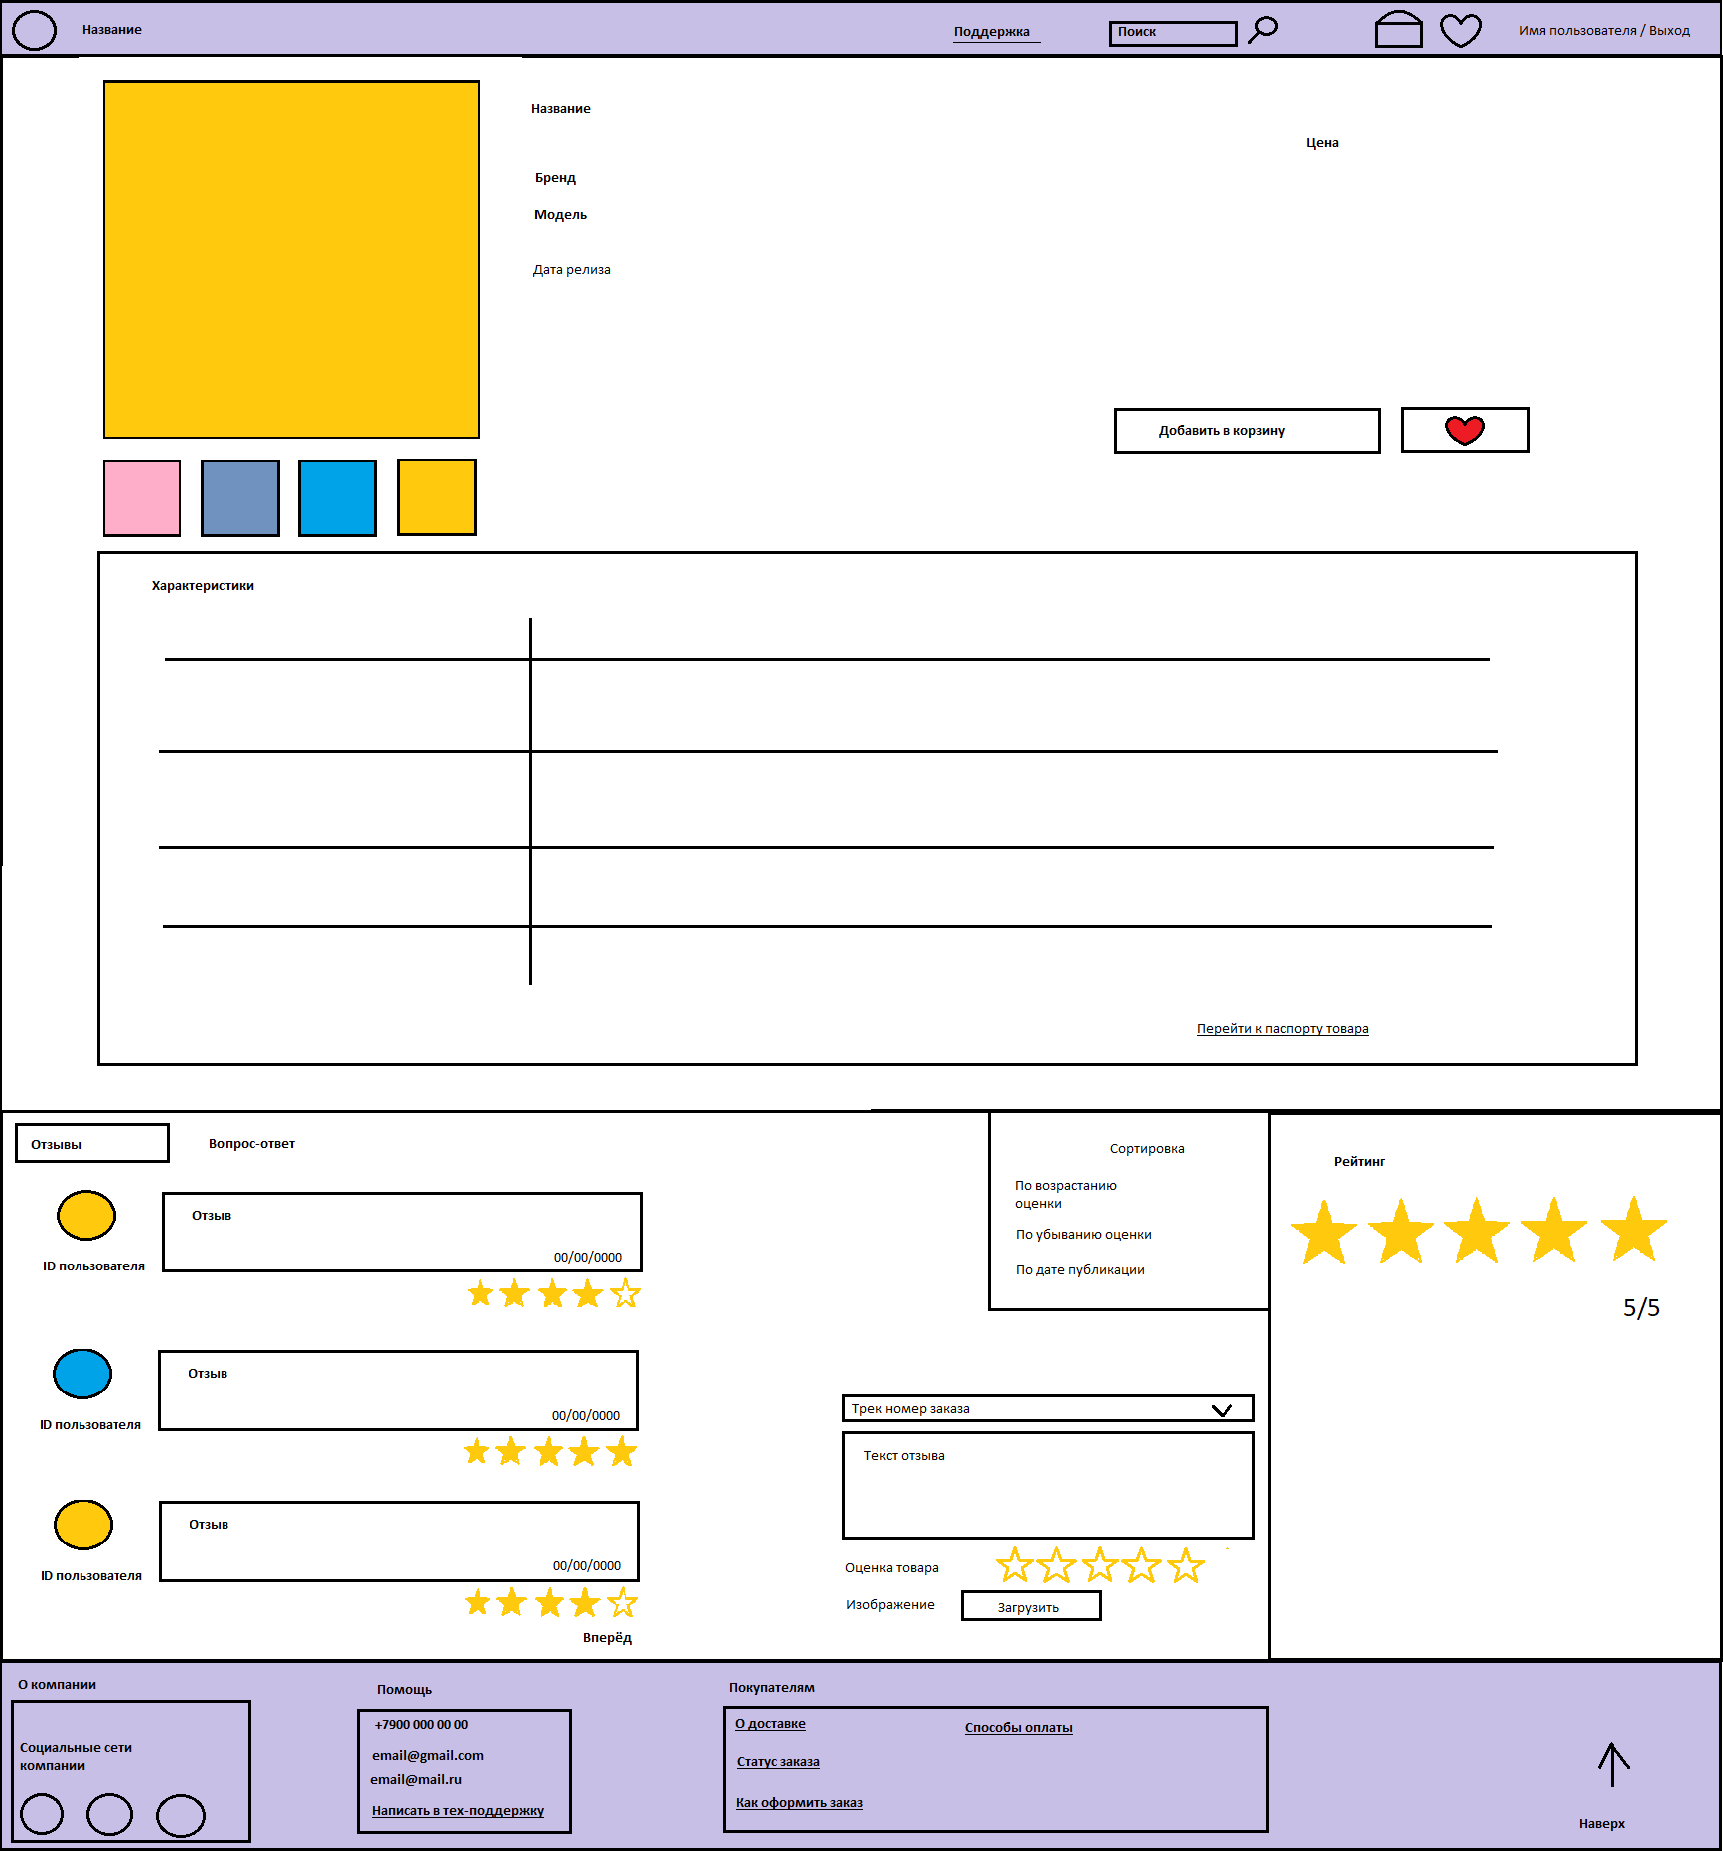 Название
Поддержка
Поиск
Имя пользователя / Выход
Название
Цена
Бренд
Модель
Дата релиза
Добавить в корзину
Характеристики
Перейти к паспорту товара
Отзывы
Вопрос-ответ
Сортировка
По возрастанию
оценки
По убыванию оценки
По дате публикации
Рейтинг
5/5
Отзыв
00/00/0000
ID пользователя
Отзыв
00/00/0000
ID пользователя
Отзыв
00/00/0000
ID пользователя
Вперёд
Трек номер заказа
Текст отзыва
Оценка товара
Изображение
Загрузить
О компании
Социальные сети
компании
Помощь
+7900 000 00 00
email@gmail.com
email@mail.ru
Написать в тех-поддержку
Покупателям
О доставке
Способы оплаты
Статус заказа
Как оформить заказ
Наверх